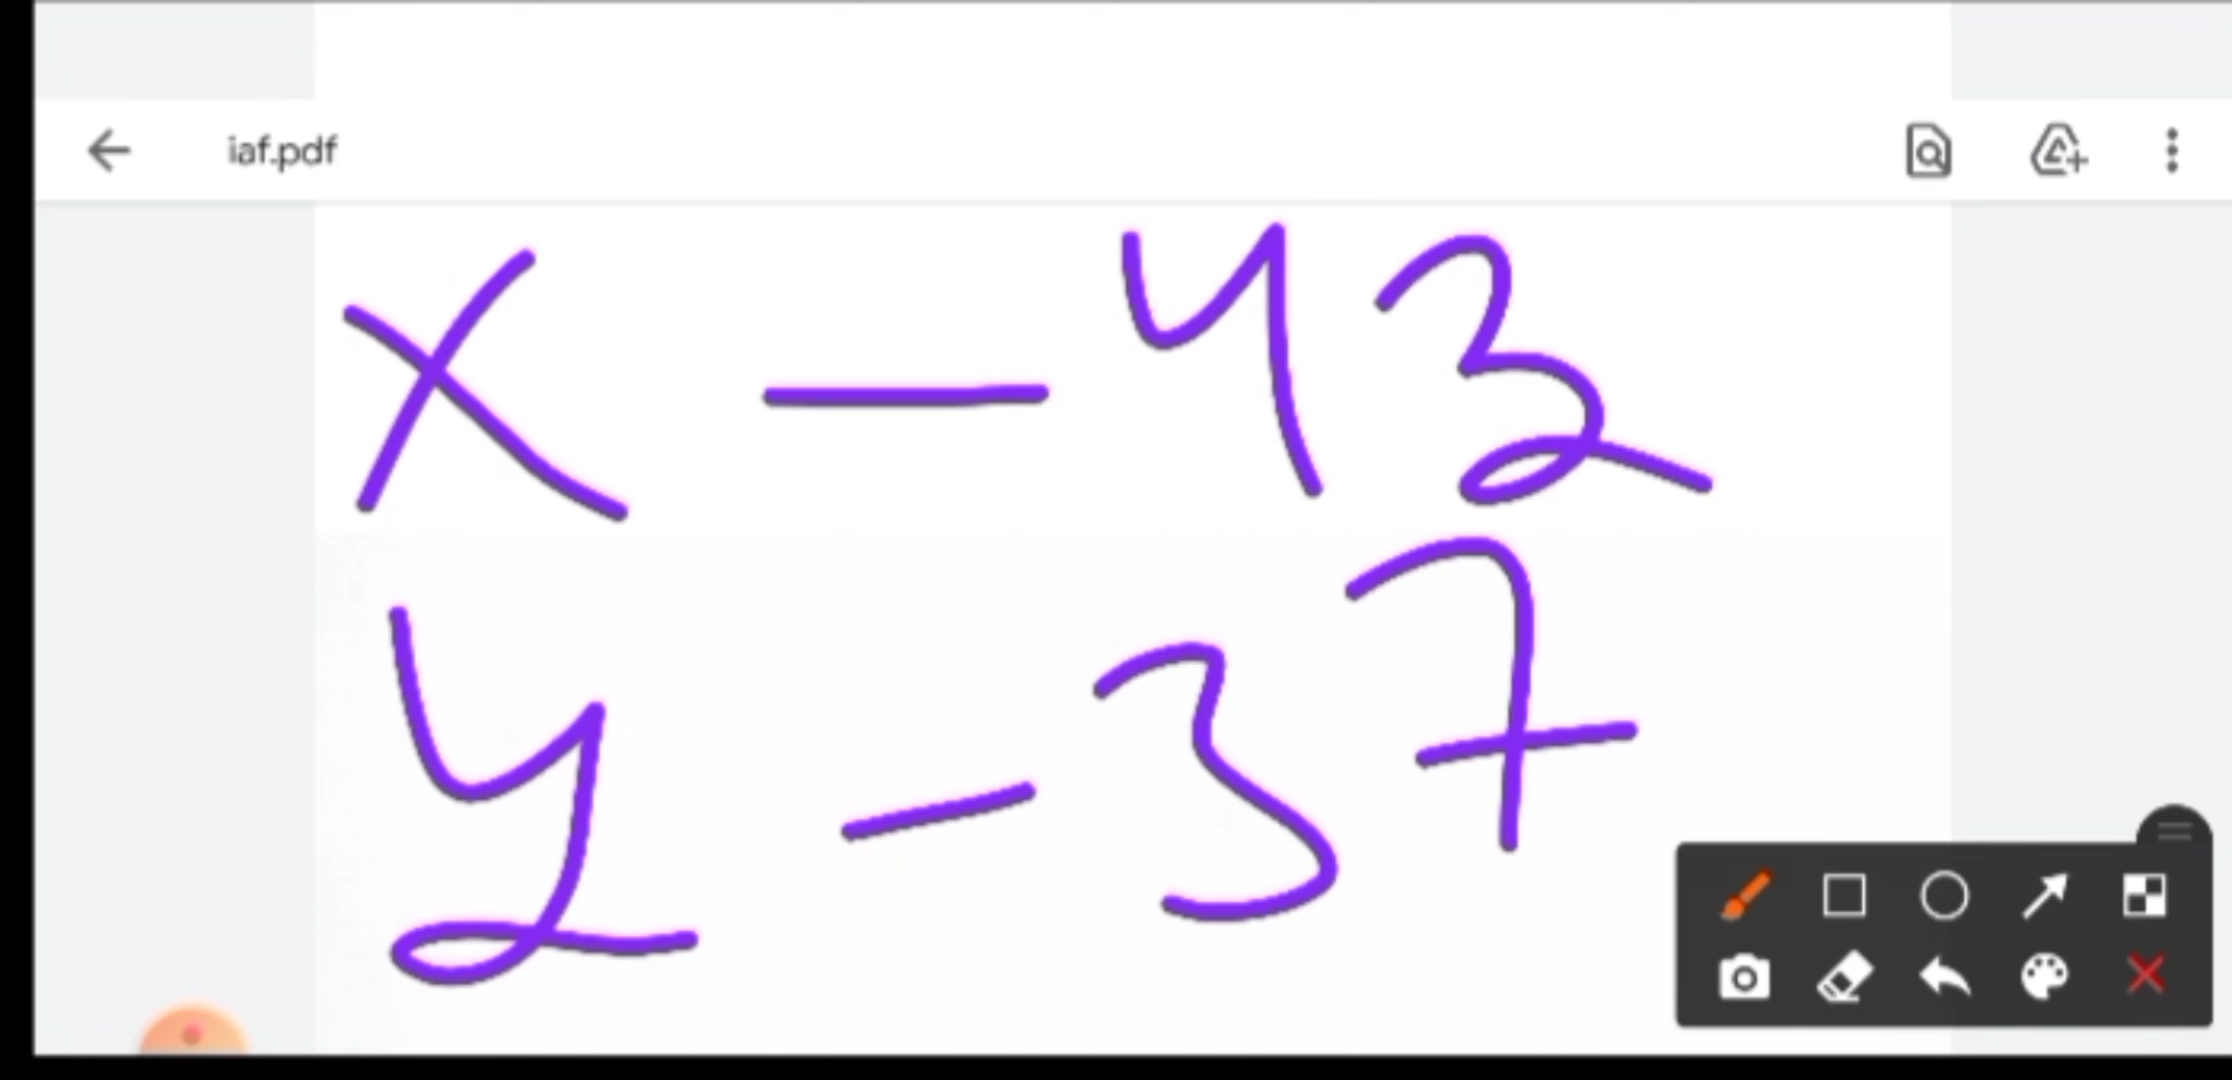 iaf.pdf
x - 43
y - 37